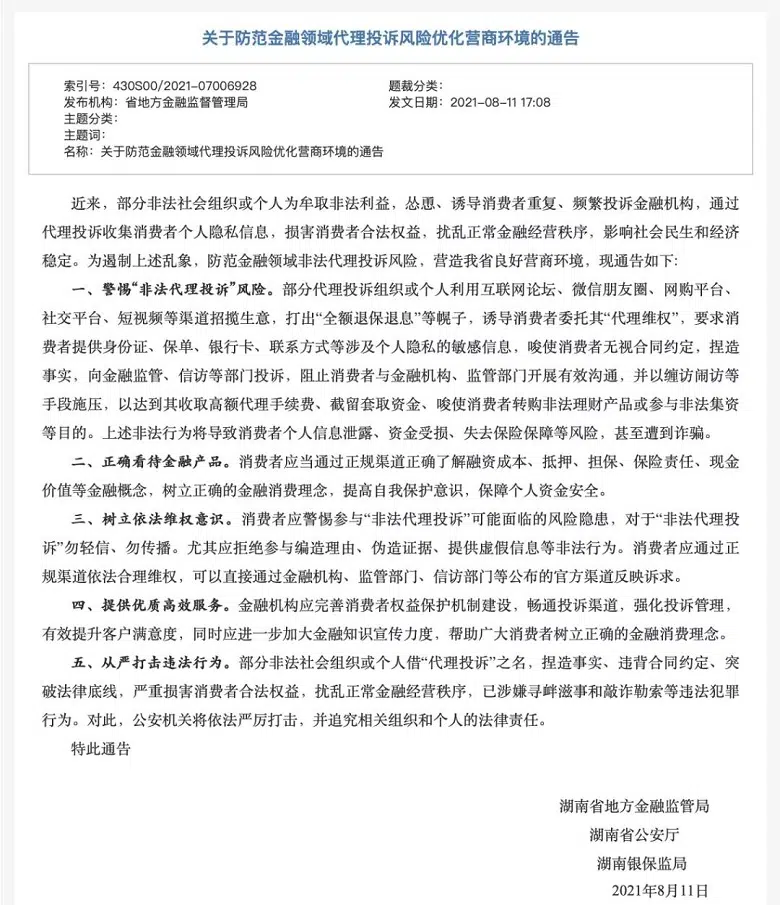 关于防范金融领域代理投诉风险优化营商环境的通告
索引号：430S00/2021-07006928
题裁分类：
发布机构：省地方金融监督管理局
发文日期：2021-08-11 17:08
主题分类：
主题词：
名称：关于防范金融领域代理投诉风险优化营商环境的通告
近来，部分非法社会组织或个人为牟取非法利益，怂恿、诱导消费者重复、频繁投诉金融机构，通过
代理投诉收集消费者个人隐私信息，损害消费者合法权益，扰乱正常金融经营秩序，影响社会民生和经济
稳定。为遏制上述乱象，防范金融领域非法代理投诉风险，营造我省良好营商环境，现通告如下：
一、警惕“非法代理投诉”风险。部分代理投诉组织或个人利用互联网论坛、微信朋友圈、网购平台、
社交平台、短视频等渠道招揽生意，打出“全额退保退息”等幌子，诱导消费者委托其“代理维权”，要求消
费者提供身份证、保单、银行卡、联系方式等涉及个人隐私的敏感信息，唆使消费者无视合同约定，捏造
事实，向金融监管、信访等部门投诉，阻止消费者与金融机构、监管部门开展有效沟通，并以缠访闹访等
手段施压，以达到其收取高额代理手续费、截留套取资金、唆使消费者转购非法理财产品或参与非法集资
等目的。上述非法行为将导致消费者个人信息泄露、资金受损、失去保险保障等风险，甚至遭到诈骗。
二、正确看待金融产品。消费者应当通过正规渠道正确了解融资成本、抵押、担保、保险责任、现金
价值等金融概念，树立正确的金融消费理念，提高自我保护意识，保障个人资金安全。
三、树立依法维权意识。消费者应警惕参与“非法代理投诉”可能面临的风险隐患，对于“非法代理投
诉”勿轻信、勿传播。尤其应拒绝参与编造理由、伪造证据、提供虚假信息等非法行为。消费者应通过正
规渠道依法合理维权，可以直接通过金融机构、监管部门、信访部门等公布的官方渠道反映诉求。
四、提供优质高效服务。金融机构应完善消费者权益保护机制建设，畅通投诉渠道，强化投诉管理，
有效提升客户满意度，同时应进一步加大金融知识宣传力度，帮助广大消费者树立正确的金融消费理念。
五、从严打击违法行为。部分非法社会组织或个人借“代理投诉”之名，捏造事实、违背合同约定、突
破法律底线，严重损害消费者合法权益，扰乱正常金融经营秩序，已涉嫌寻衅滋事和敲诈勒索等违法犯罪
行为。对此，公安机关将依法严厉打击，并追究相关组织和个人的法律责任。
特此通告
湖南省地方金融监管局
湖南省公安厅
湖南银保监局
2021年8月11日